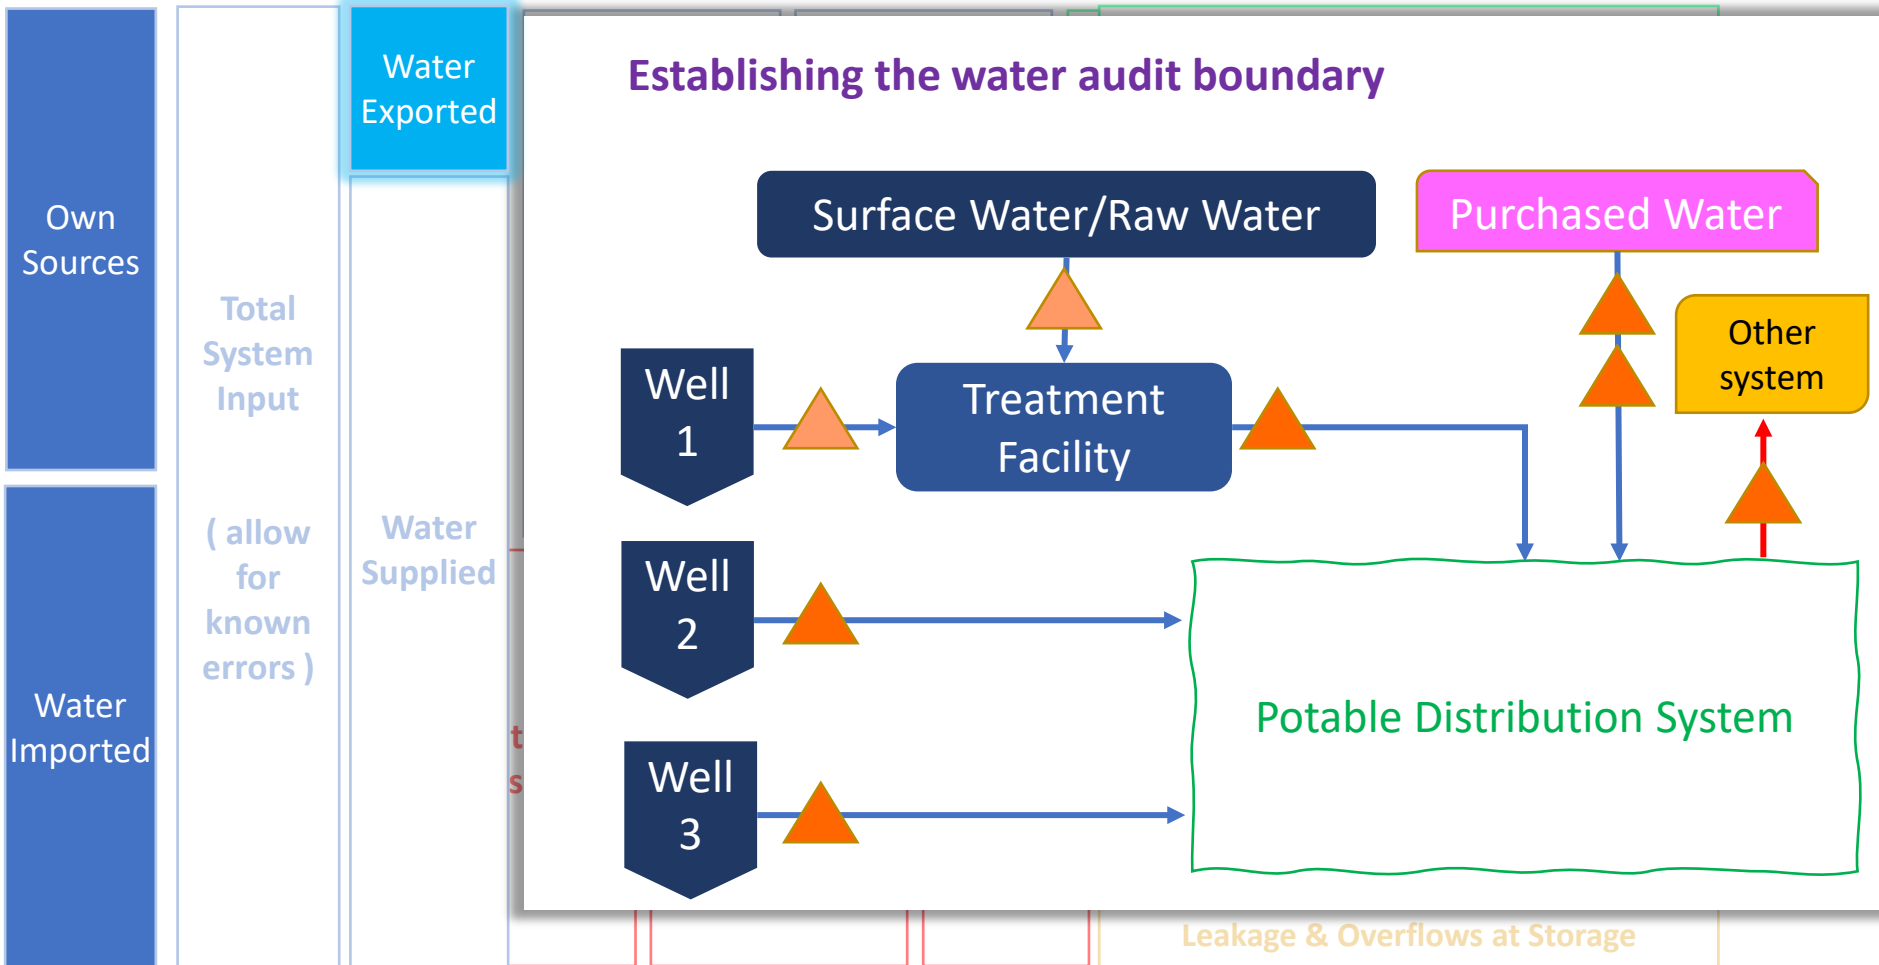 Own
Sources
Water
Imported
Total
System
Input
( allow
for
known
errors )
Water
Exported
Water
Supplied
t
s
Establishing the water audit boundary
Surface Water/Raw Water
Purchased Water
Other
system
Well
1
Treatment
Facility
Well
2
Well
3
Potable Distribution System
Leakage & Overflows at Storage